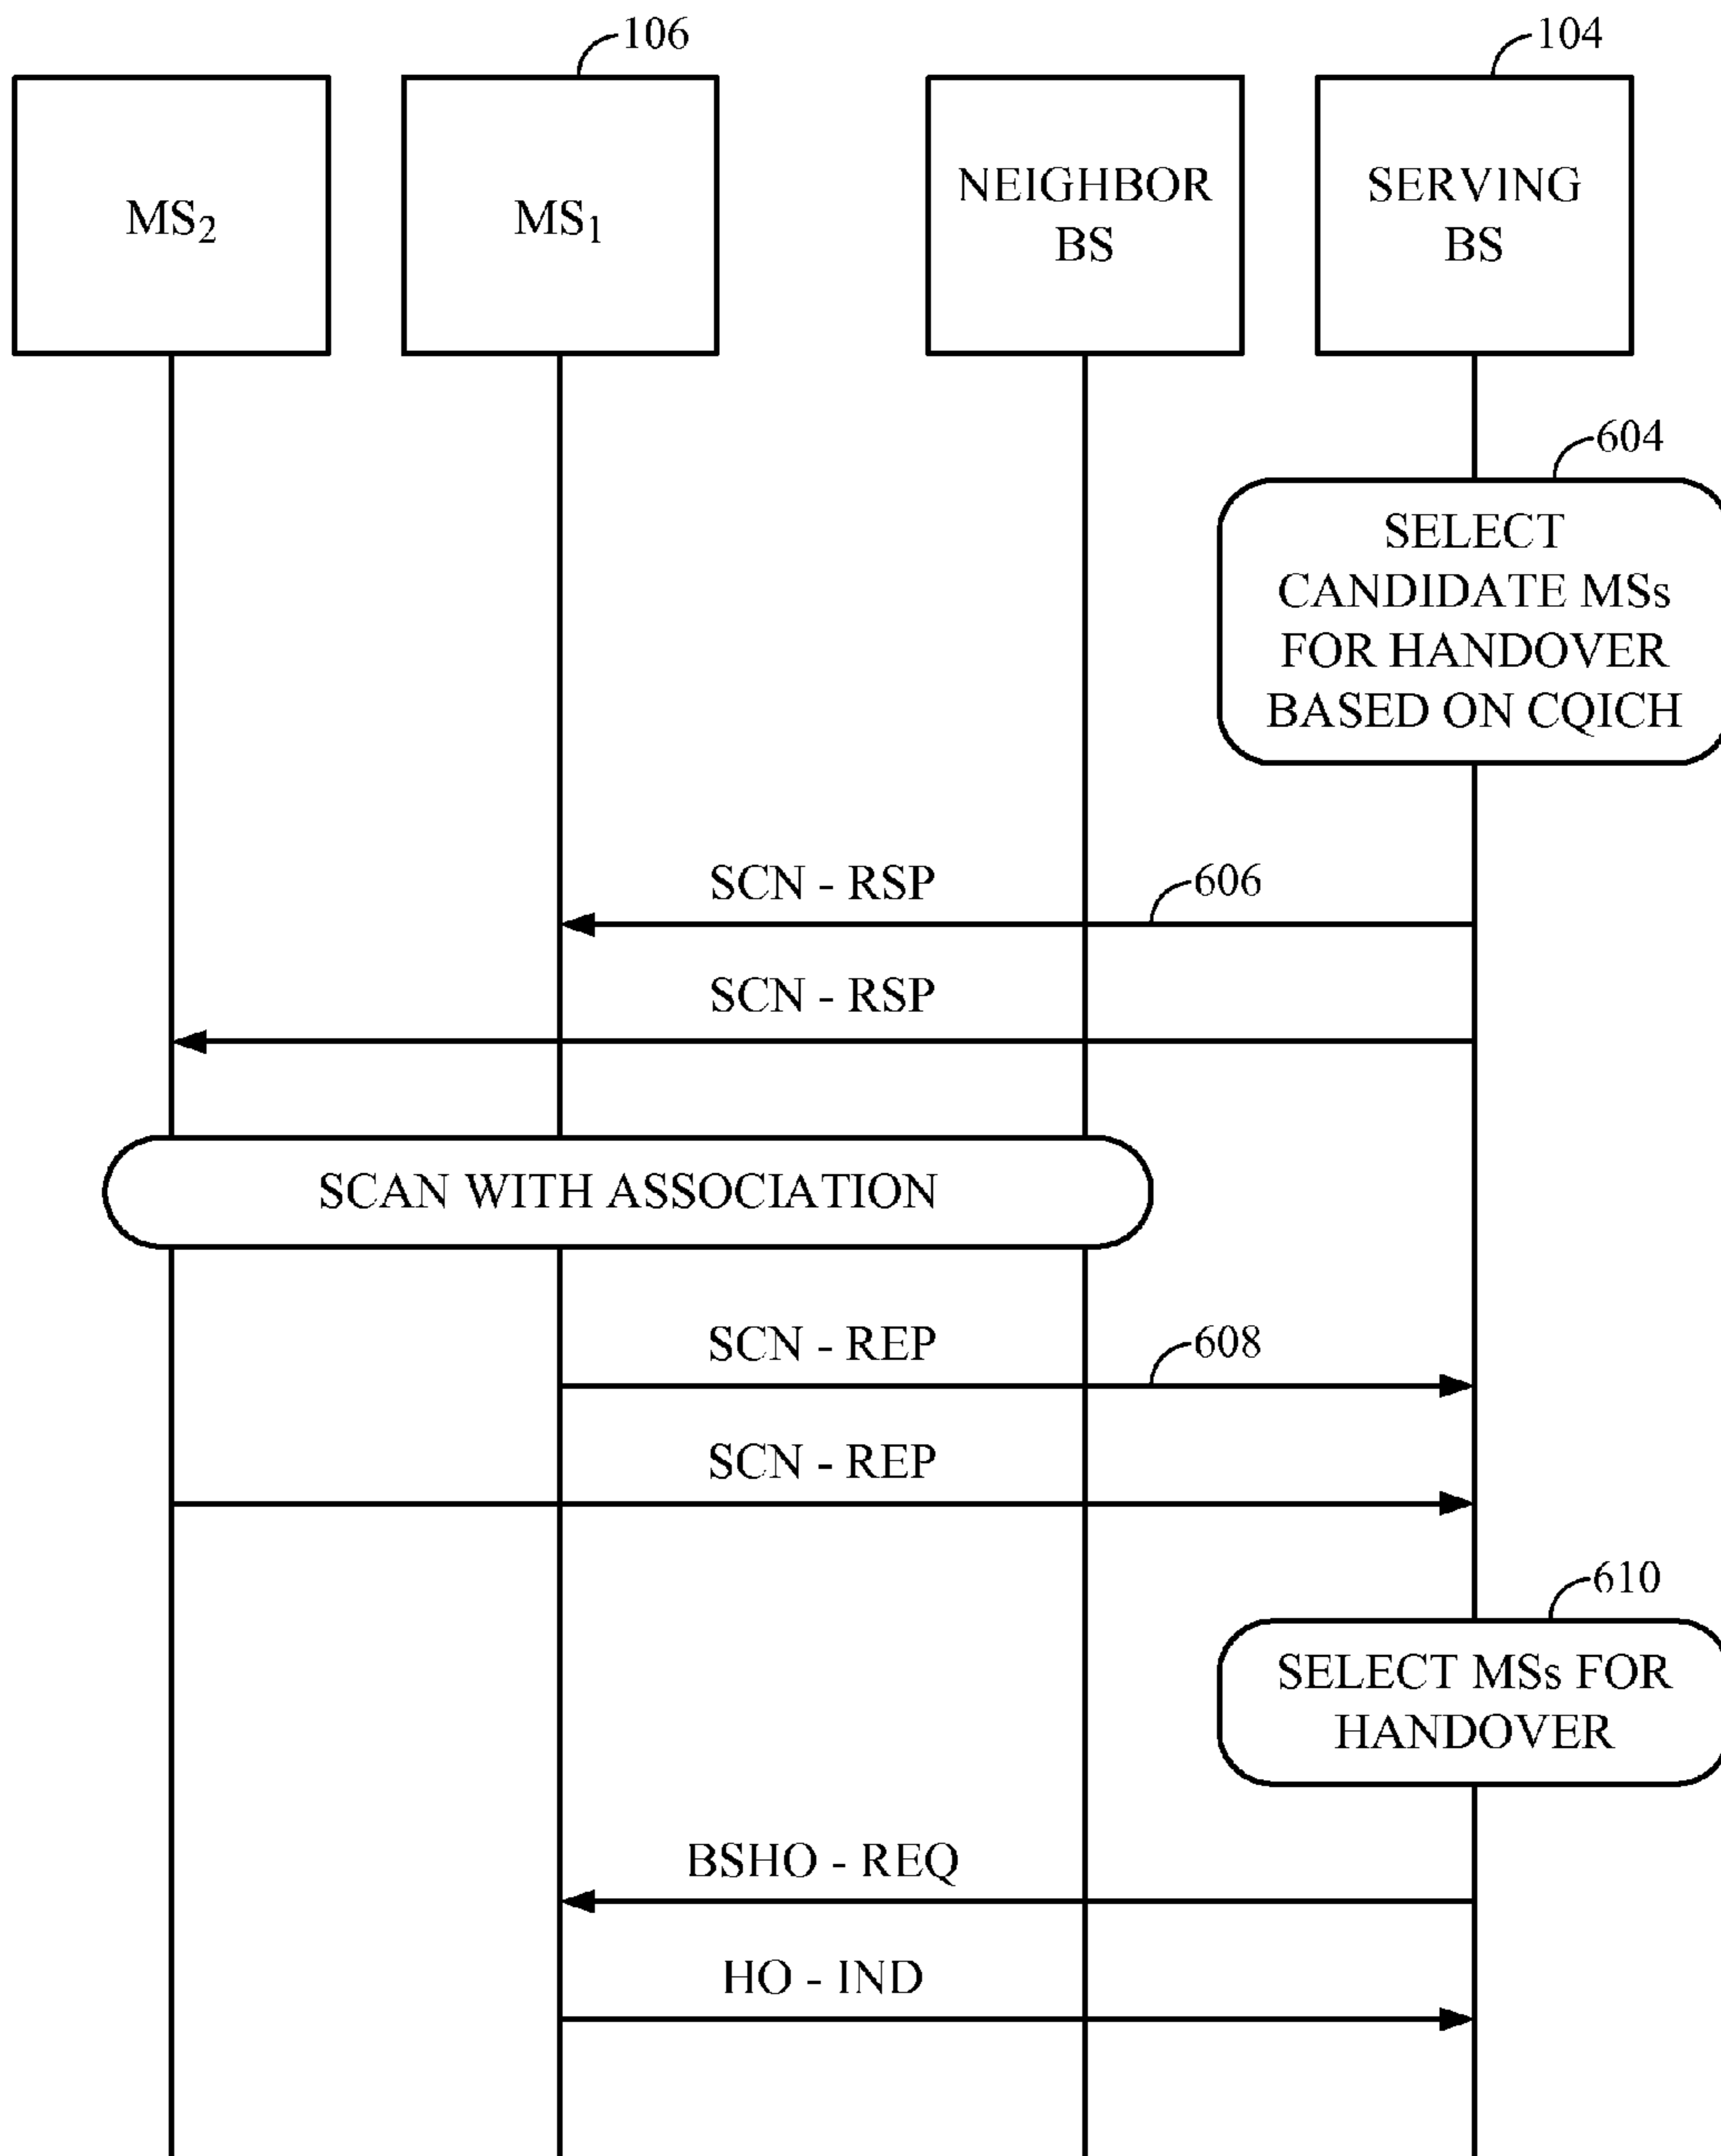 106
104
MS2
MS1
NEIGHBOR
BS
SERVING
BS
604
SELECT
CANDIDATE MSs
FOR HANDOVER
BASED ON CQICH
SCN - RSP
606
SCN - RSP
SCAN WITH ASSOCIATION
SCN - REP
608
SCN - REP
610
SELECT MSs FOR
HANDOVER
BSHO - REQ
HO - IND